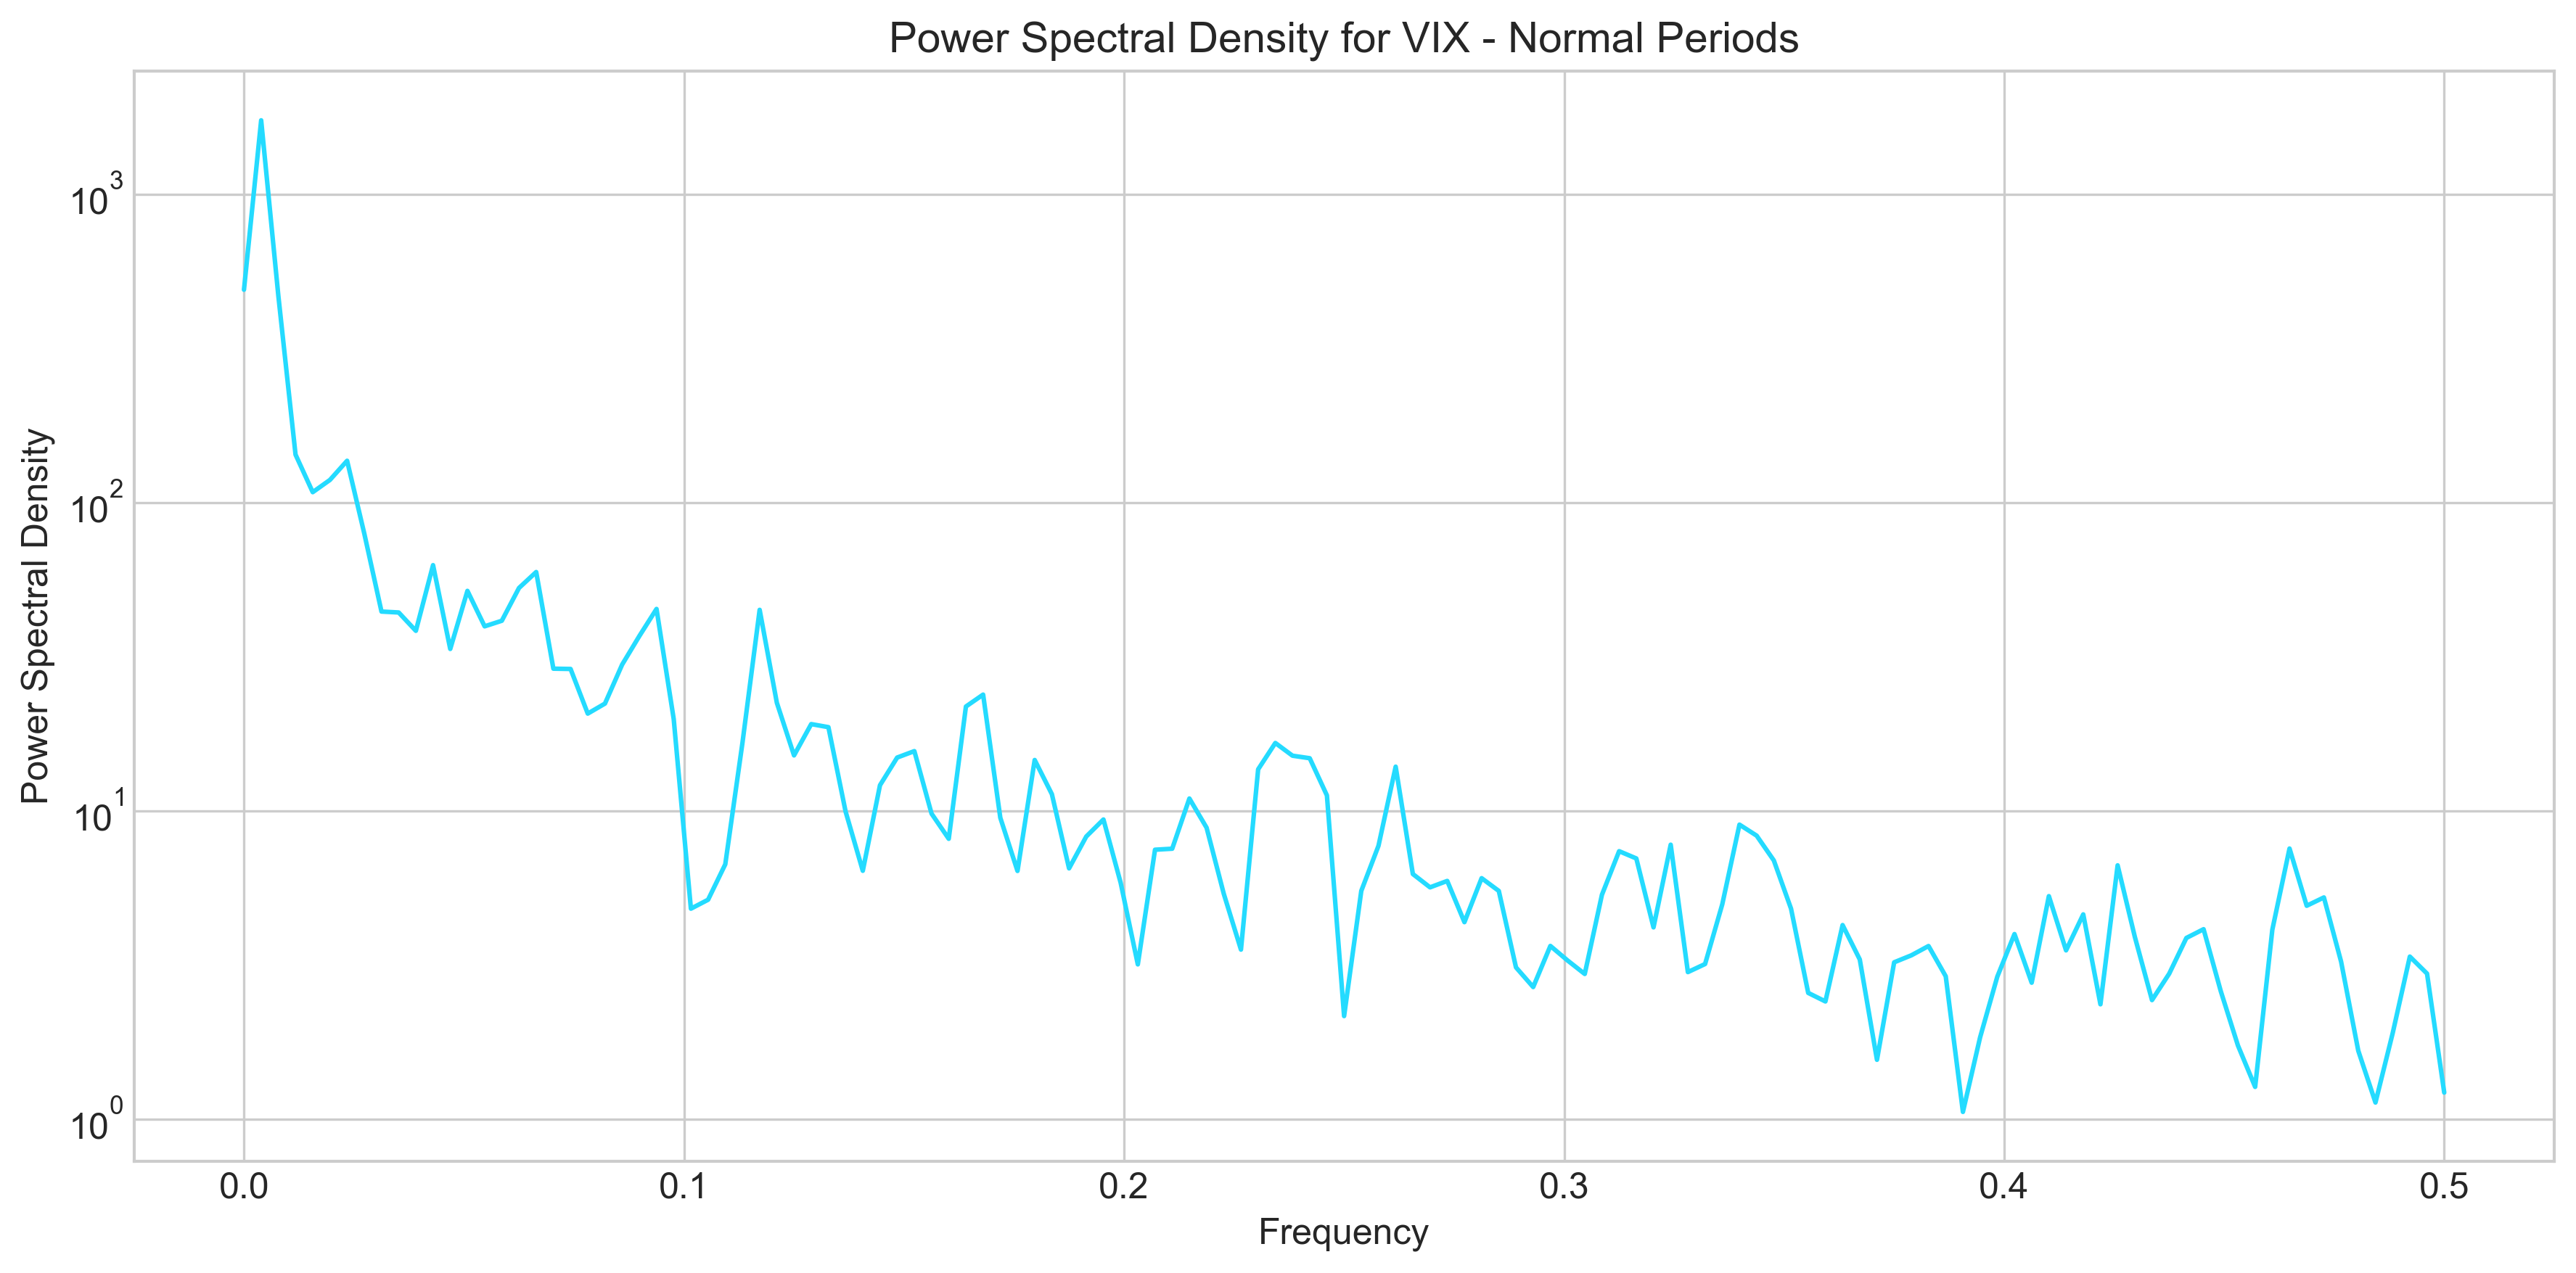 Power Spectral Density for VIX - Normal Periods
Power Spectral Density
10^3
10^2
10^1
10^0
0.0 0.1 0.2 0.3 0.4 0.5
Frequency